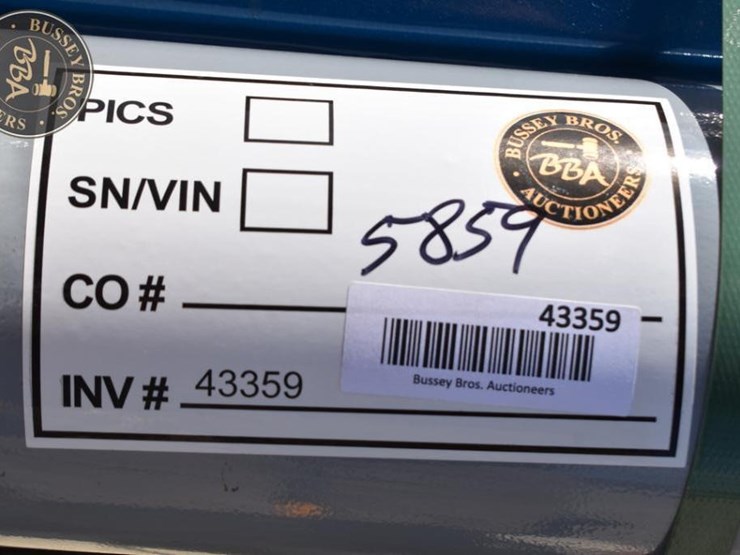 BUSSEY BROS.
BBA
ERS
PICS
BUSSEY BROS.
BBA
AUCTIONEERS
SN/VIN
5859
CO #
43359
Bussey Bros. Auctioneers
INV # 43359